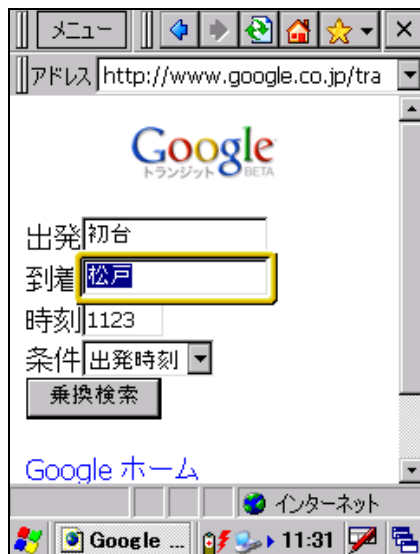 メニュー
アドレス http://www.google.co.jp/tra
Google
トランジット BETA
出発 初台
到着 松戸
時刻 1123
条件 出発時刻
乗換検索
Google ホーム
インターネット
Google ... 11:31